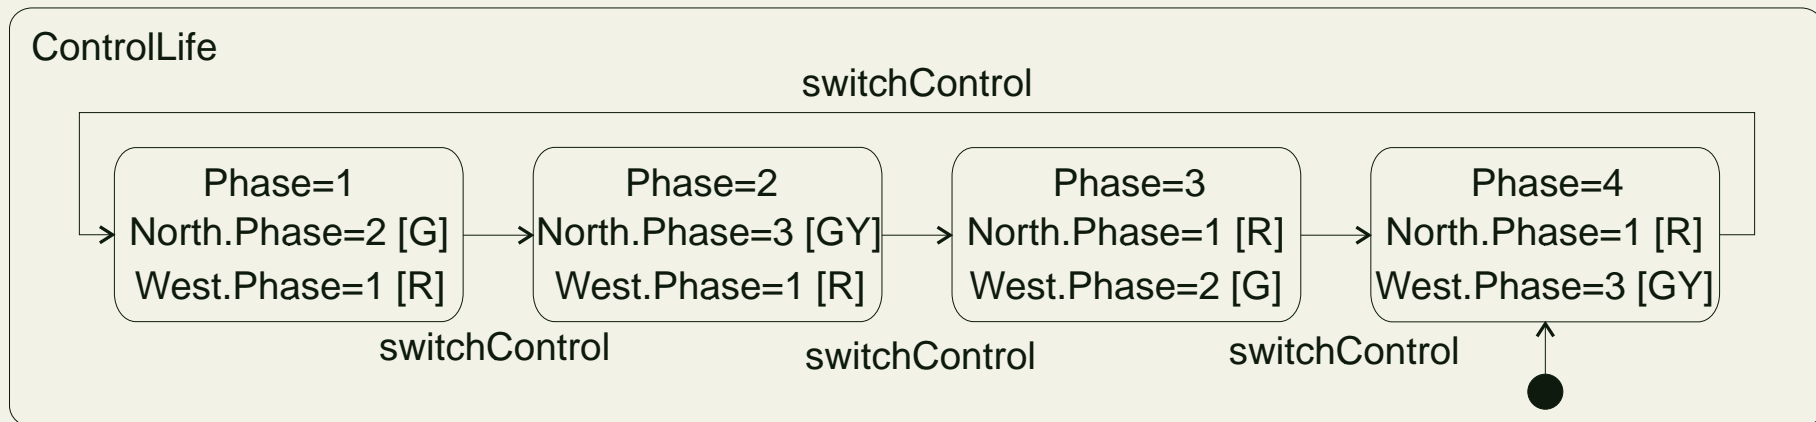 ControlLife
switchControl
Phase=1
North.Phase=2 [G]
West.Phase=1 [R]
Phase=2
North.Phase=3 [GY]
West.Phase=1 [R]
Phase=3
North.Phase=1 [R]
West.Phase=2 [G]
Phase=4
North.Phase=1 [R]
West.Phase=3 [GY]
switchControl
switchControl
switchControl